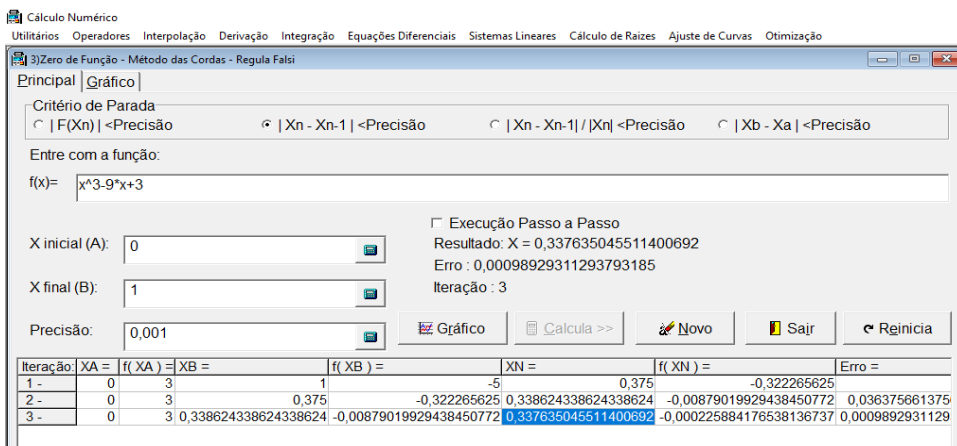 Cálculo Numérico
Utilitários Operadores Interpolação Derivação Integração Equações Diferenciais Sistemas Lineares Cálculo de Raizes Ajuste de Curvas Otimização
3)Zero de Função - Método das Cordas - Regula Falsi
Principal Gráfico
Critério de Parada
| F(Xn) | <Precisão | Xn - Xn-1 | <Precisão | Xn - Xn-1| / |Xn| <Precisão | Xb - Xa | <Precisão
Entre com a função:
f(x)= x^3-9*x+3
Execução Passo a Passo
X inicial (A): 0 Resultado: X = 0,337635045511400692
Erro : 0,00098929311293793185
X final (B): 1 Iteração : 3
Precisão: 0,001 Gráfico Calcula >> Novo Sair Reinicia
Iteração: XA = f( XA ) = XB = f( XB ) = XN = f( XN ) = Erro =
1 - 0 3 1 -5 0,375 -0,322265625
2 - 0 3 0,375 -0,322265625 0,338624338624338624 -0,00879019929438450772 0,036375661375
3 - 0 3 0,338624338624338624 -0,00879019929438450772 0,337635045511400692 -0,000225884176538136737 0,0009892931129